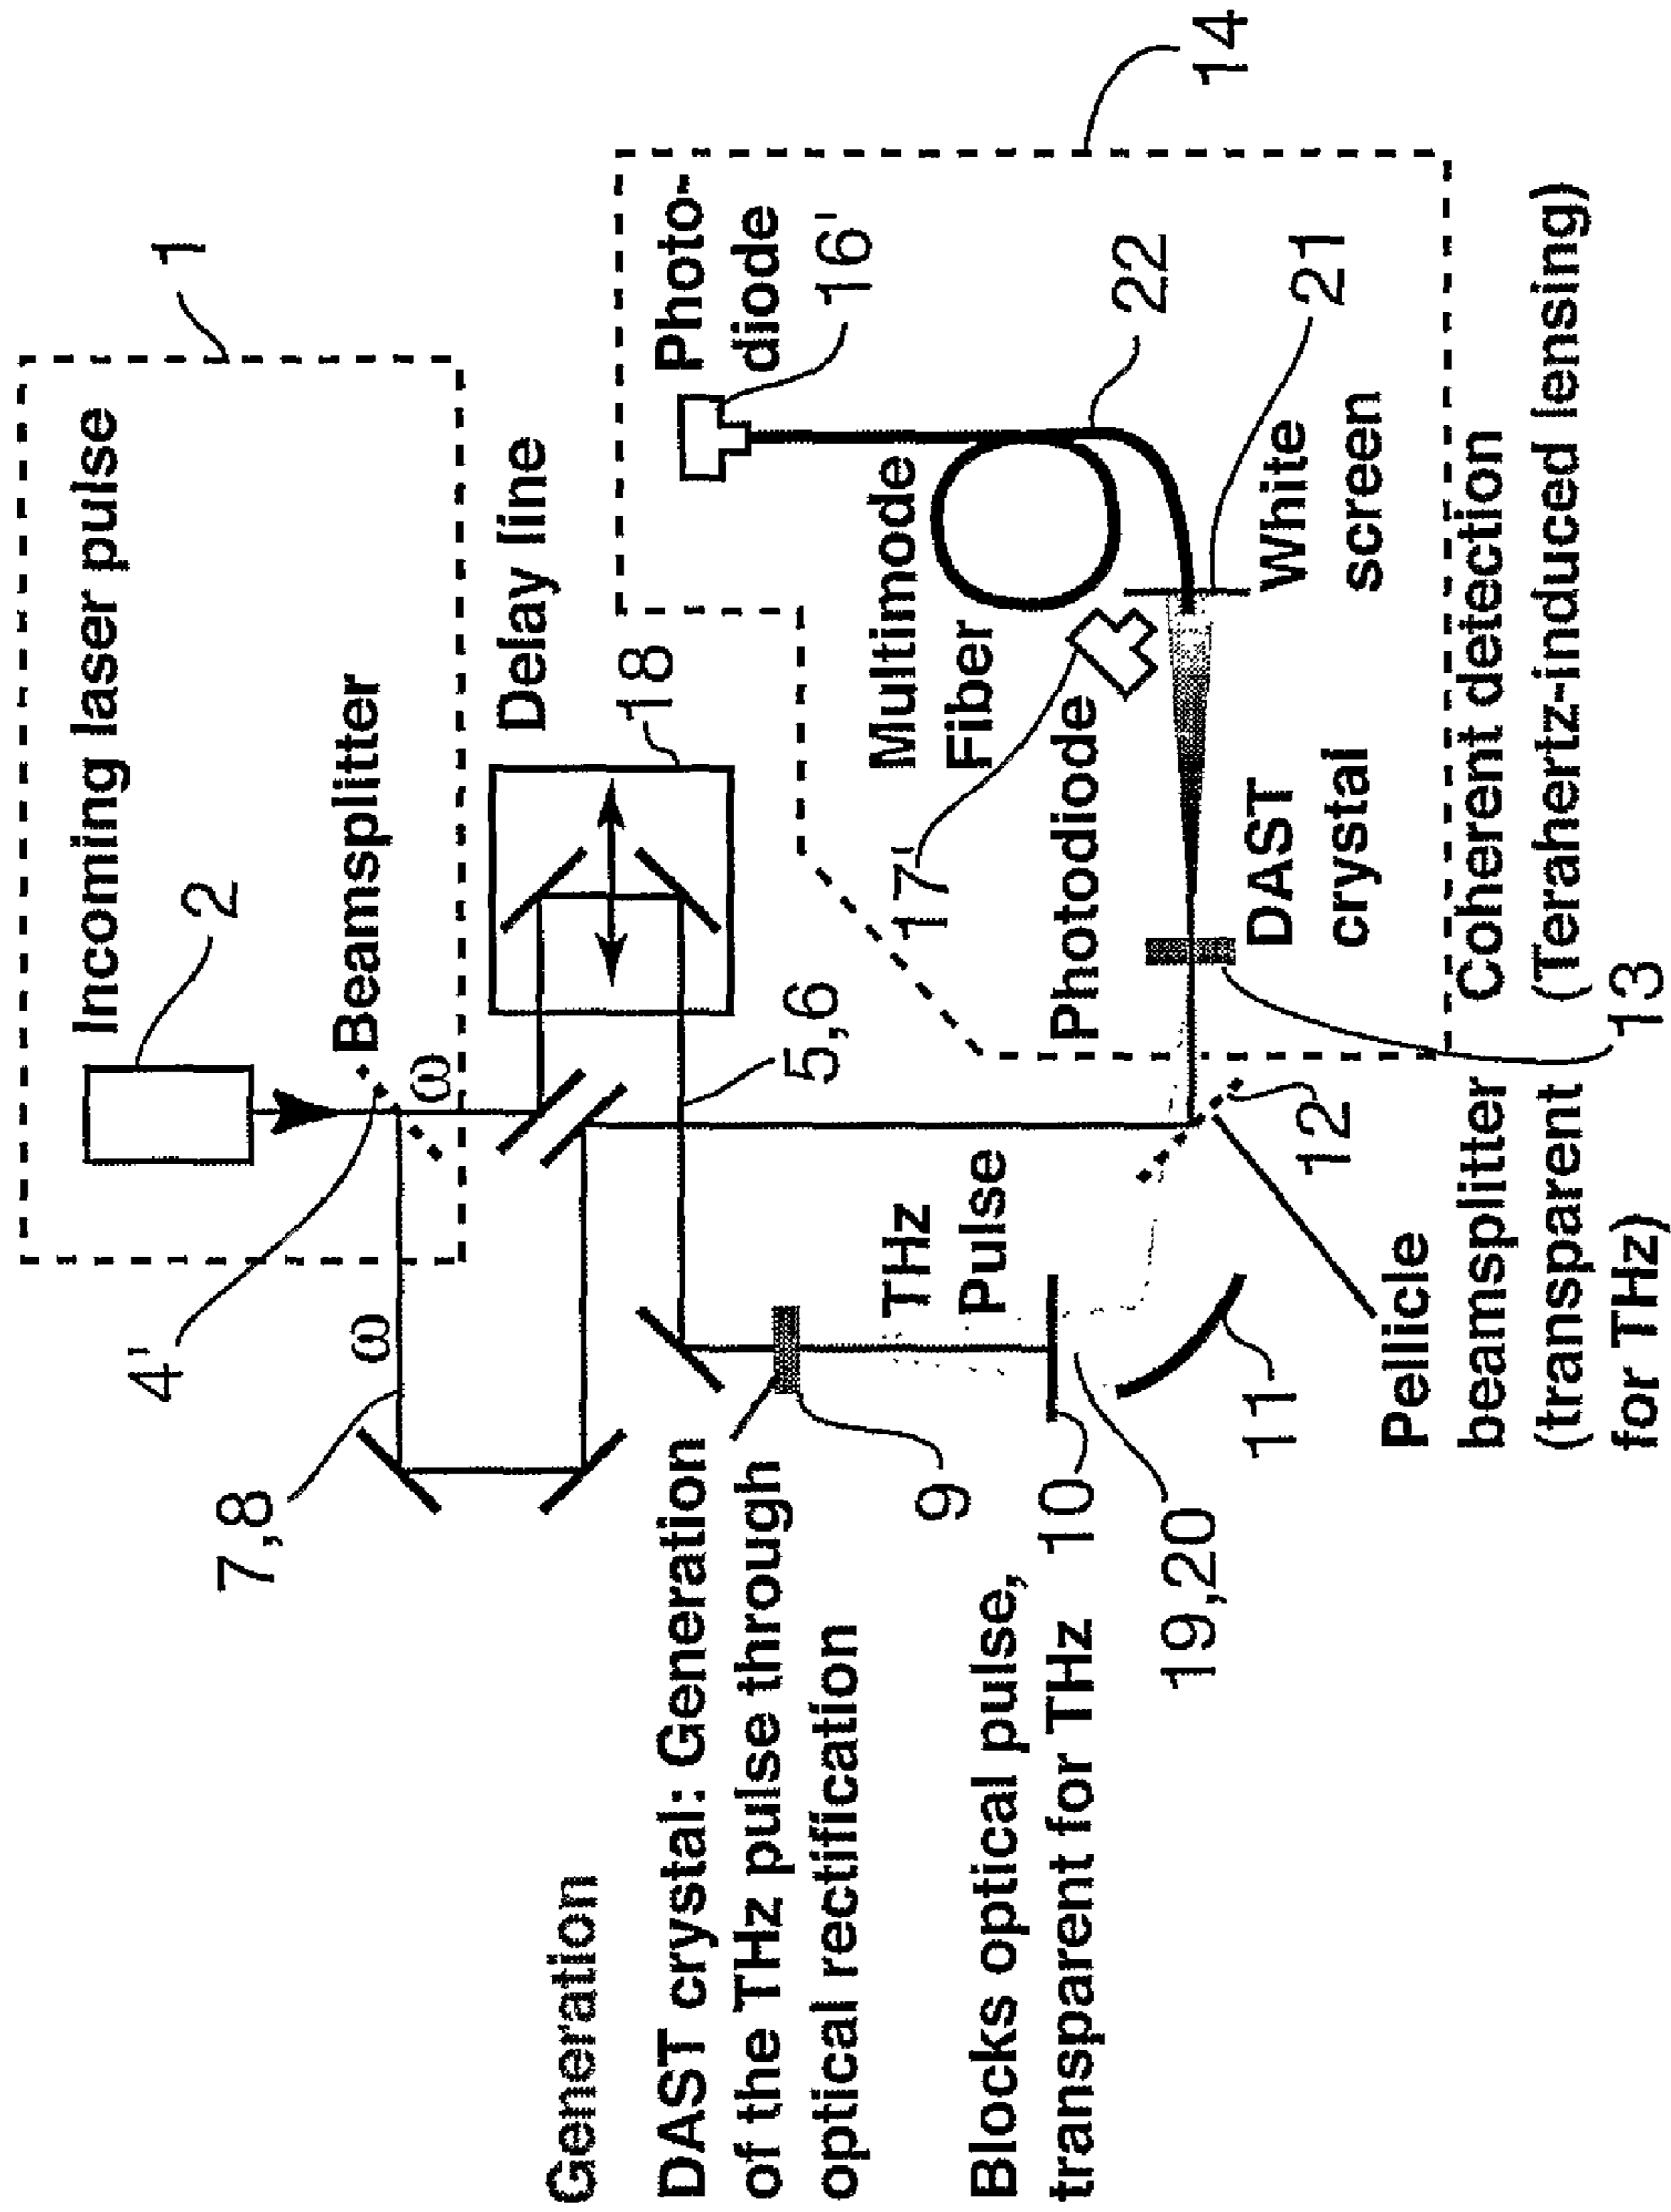 1
Incoming laser pulse
2
Beamsplitter
ω
4'
ω
7,8
Delay line
18
5,6
Photo-
diode
16'
14
Multimode
Fiber
22
17'
Photodiode
21
White
screen
DAST
crystal
Coherent detection
(Terahertz-induced lensing)
13
12
Pellicle
beamsplitter
(transparent
for THz)
THz
Pulse
11
Generation
DAST crystal: Generation
of the THz pulse through
optical rectification
9
Blocks optical pulse,
transparent for THz
10
19,20